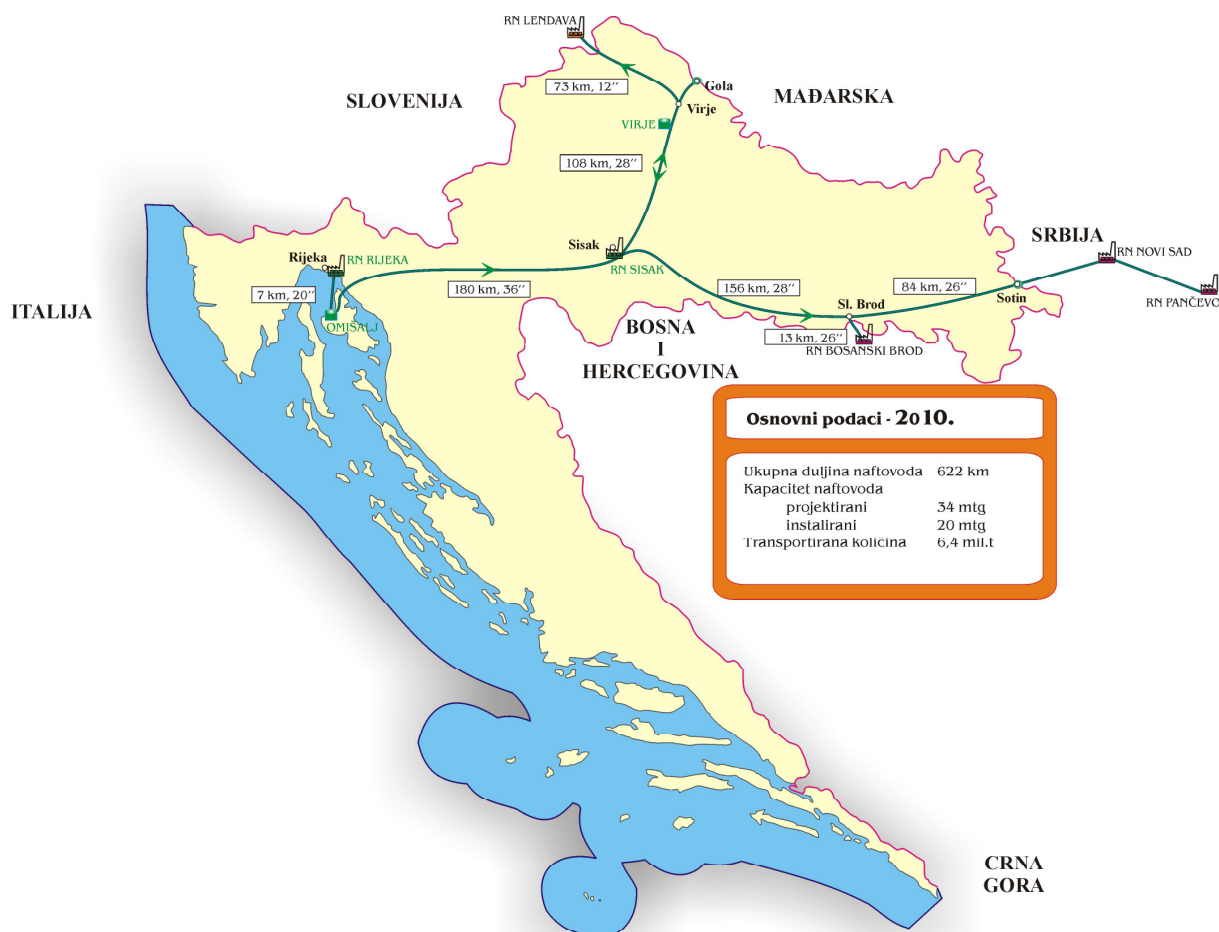 RN LENDAVA
73 km, 12’’
Gola
SLOVENIJA
MAĐARSKA
Virje
VIRJE
108 km, 28’’
Sisak
SRBIJA
RN NOVI SAD
Rijeka
RN RIJEKA
RN SISAK
7 km, 20’’
180 km, 36’’
156 km, 28’’
84 km, 26’’
Sotin
RN PANČEVO
ITALIJA
OMIŠALJ
Sl. Brod
BOSNA
I
HERCEGOVINA
13 km, 26’’
RN BOSANSKI BROD
Osnovni podaci - 2010.
Ukupna duljina naftovoda 622 km
Kapacitet naftovoda
projektirani 34 mtg
instalirani 20 mtg
Transportirana količina 6,4 mil.t
CRNA
GORA